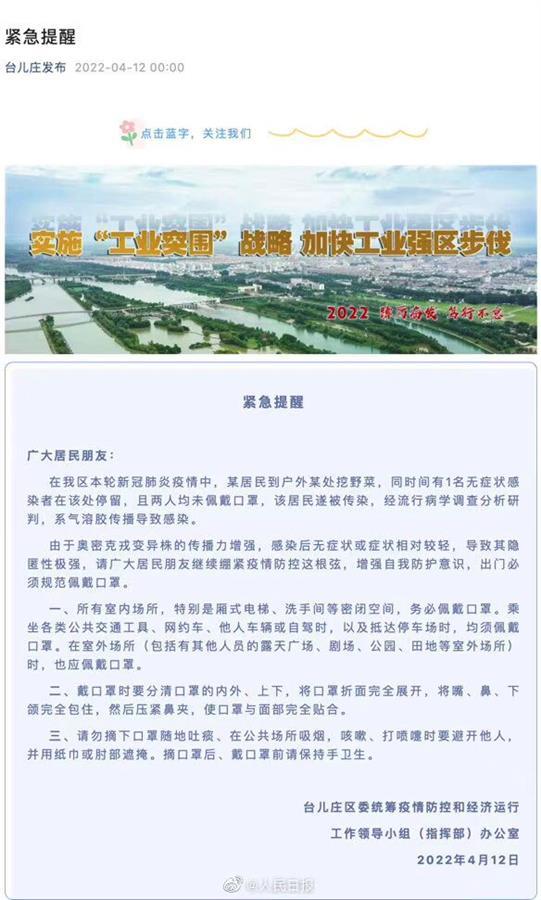 紧急提醒
台儿庄发布 2022-04-12 00:00
点击蓝字，关注我们
实施“工业突围”战略 加快工业强区步伐
2022 踔厉奋发 笃行不怠
紧急提醒
广大居民朋友：
在我区本轮新冠肺炎疫情中，某居民到户外某处挖野菜，同时间有1名无症状感
染者在该处停留，且两人均未佩戴口罩，该居民遂被传染，经流行病学调查分析研
判，系气溶胶传播导致感染。
由于奥密克戎变异株的传播力增强，感染后无症状或症状相对较轻，导致其隐
匿性极强，请广大居民朋友继续绷紧疫情防控这根弦，增强自我防护意识，出门必
须规范佩戴口罩。
一、所有室内场所，特别是厢式电梯、洗手间等密闭空间，务必佩戴口罩。乘
坐各类公共交通工具、网约车、他人车辆或自驾时，以及抵达停车场时，均须佩戴
口罩。在室外场所（包括有其他人员的露天广场、剧场、公园、田地等室外场所）
时，也应佩戴口罩。
二、戴口罩时要分清口罩的内外、上下，将口罩折面完全展开，将嘴、鼻、下
颌完全包住，然后压紧鼻夹，使口罩与面部完全贴合。
三、请勿摘下口罩随地吐痰、在公共场所吸烟，咳嗽、打喷嚏时要避开他人，
并用纸巾或肘部遮掩。摘口罩后、戴口罩前请保持手卫生。
台儿庄区委统筹疫情防控和经济运行
工作领导小组（指挥部）办公室
2022年4月12日
@人民日报